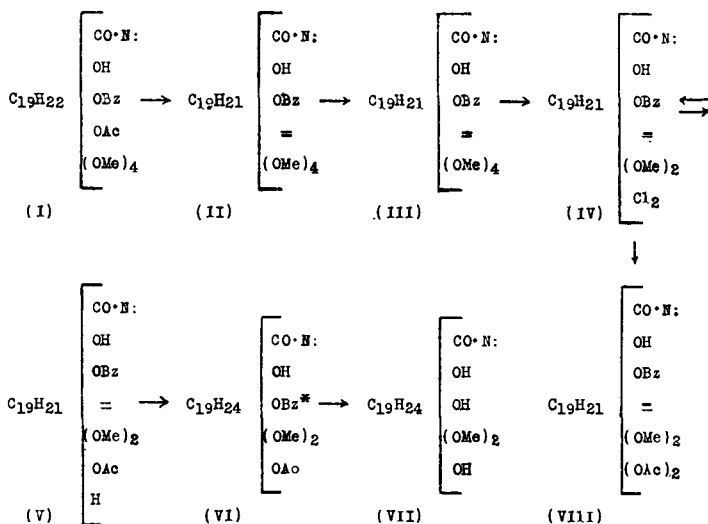 C19H22 [ CO·N: OH OBz OAc (OMe)4 (I)
→ C19H21 [ CO·N: OH OBz = (OMe)4 (II)
→ C19H21 [ CO·N: OH OBz = (OMe)4 (III)
→ C19H21 [ CO·N: OH OBz = (OMe)2 Cl2 (IV)
C19H21 [ CO·N: OH OBz = (OMe)2 OAc H (V)
→ C19H24 [ CO·N: OH OBz* (OMe)2 OAc (VI)
→ C19H24 [ CO·N: OH OH (OMe)2 OH (VII)
C19H21 [ CO·N: OH OBz = (OMe)2 (OAc)2 (VIII)